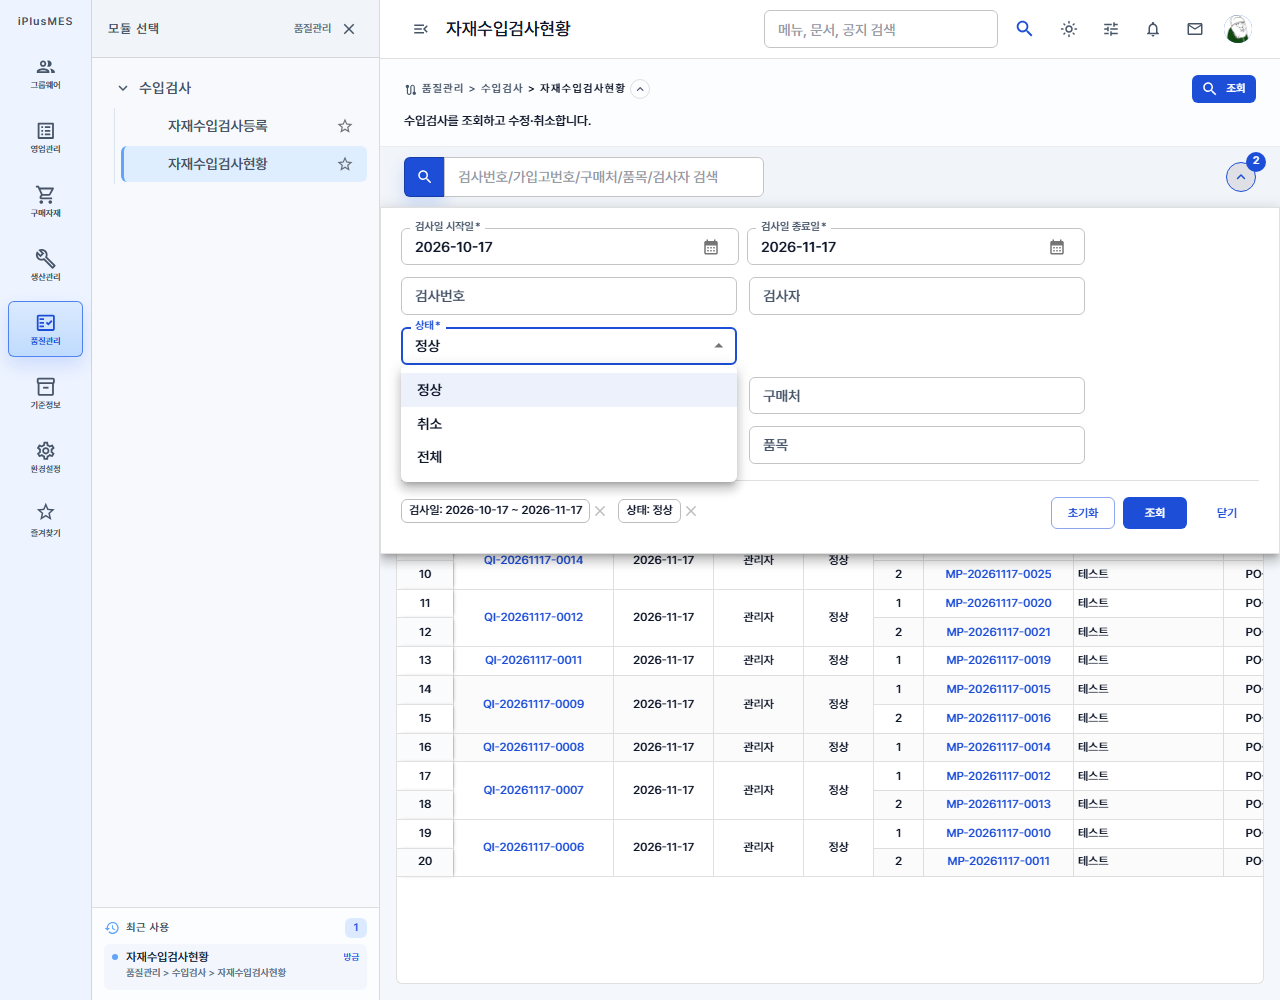 iPlusMES
모듈 선택
품질관리
자재수입검사현황
메뉴, 문서, 공지 검색
그룹웨어
영업관리
구매자재
생산관리
품질관리
기준정보
환경설정
즐겨찾기
수입검사
자재수입검사등록
자재수입검사현황
품질관리 > 수입검사 > 자재수입검사현황
조회
수입검사를 조회하고 수정·취소합니다.
검사번호/가입고번호/구매처/품목/검사자 검색
2
검사일 시작일 *
2026-10-17
검사일 종료일 *
2026-11-17
검사번호
검사자
상태 *
정상
정상
취소
전체
구매처
품목
검사일: 2026-10-17 ~ 2026-11-17
상태: 정상
초기화
조회
닫기
QI-20261117-0014 2026-11-17 관리자 정상
10 2 MP-20261117-0025 테스트 PO-
11 1 MP-20261117-0020 테스트 PO-
QI-20261117-0012 2026-11-17 관리자 정상
12 2 MP-20261117-0021 테스트 PO-
13 QI-20261117-0011 2026-11-17 관리자 정상 1 MP-20261117-0019 테스트 PO-
14 1 MP-20261117-0015 테스트 PO-
QI-20261117-0009 2026-11-17 관리자 정상
15 2 MP-20261117-0016 테스트 PO-
16 QI-20261117-0008 2026-11-17 관리자 정상 1 MP-20261117-0014 테스트 PO-
17 1 MP-20261117-0012 테스트 PO-
QI-20261117-0007 2026-11-17 관리자 정상
18 2 MP-20261117-0013 테스트 PO-
19 1 MP-20261117-0010 테스트 PO-
QI-20261117-0006 2026-11-17 관리자 정상
20 2 MP-20261117-0011 테스트 PO-
최근 사용
1
자재수입검사현황
방금
품질관리 > 수입검사 > 자재수입검사현황